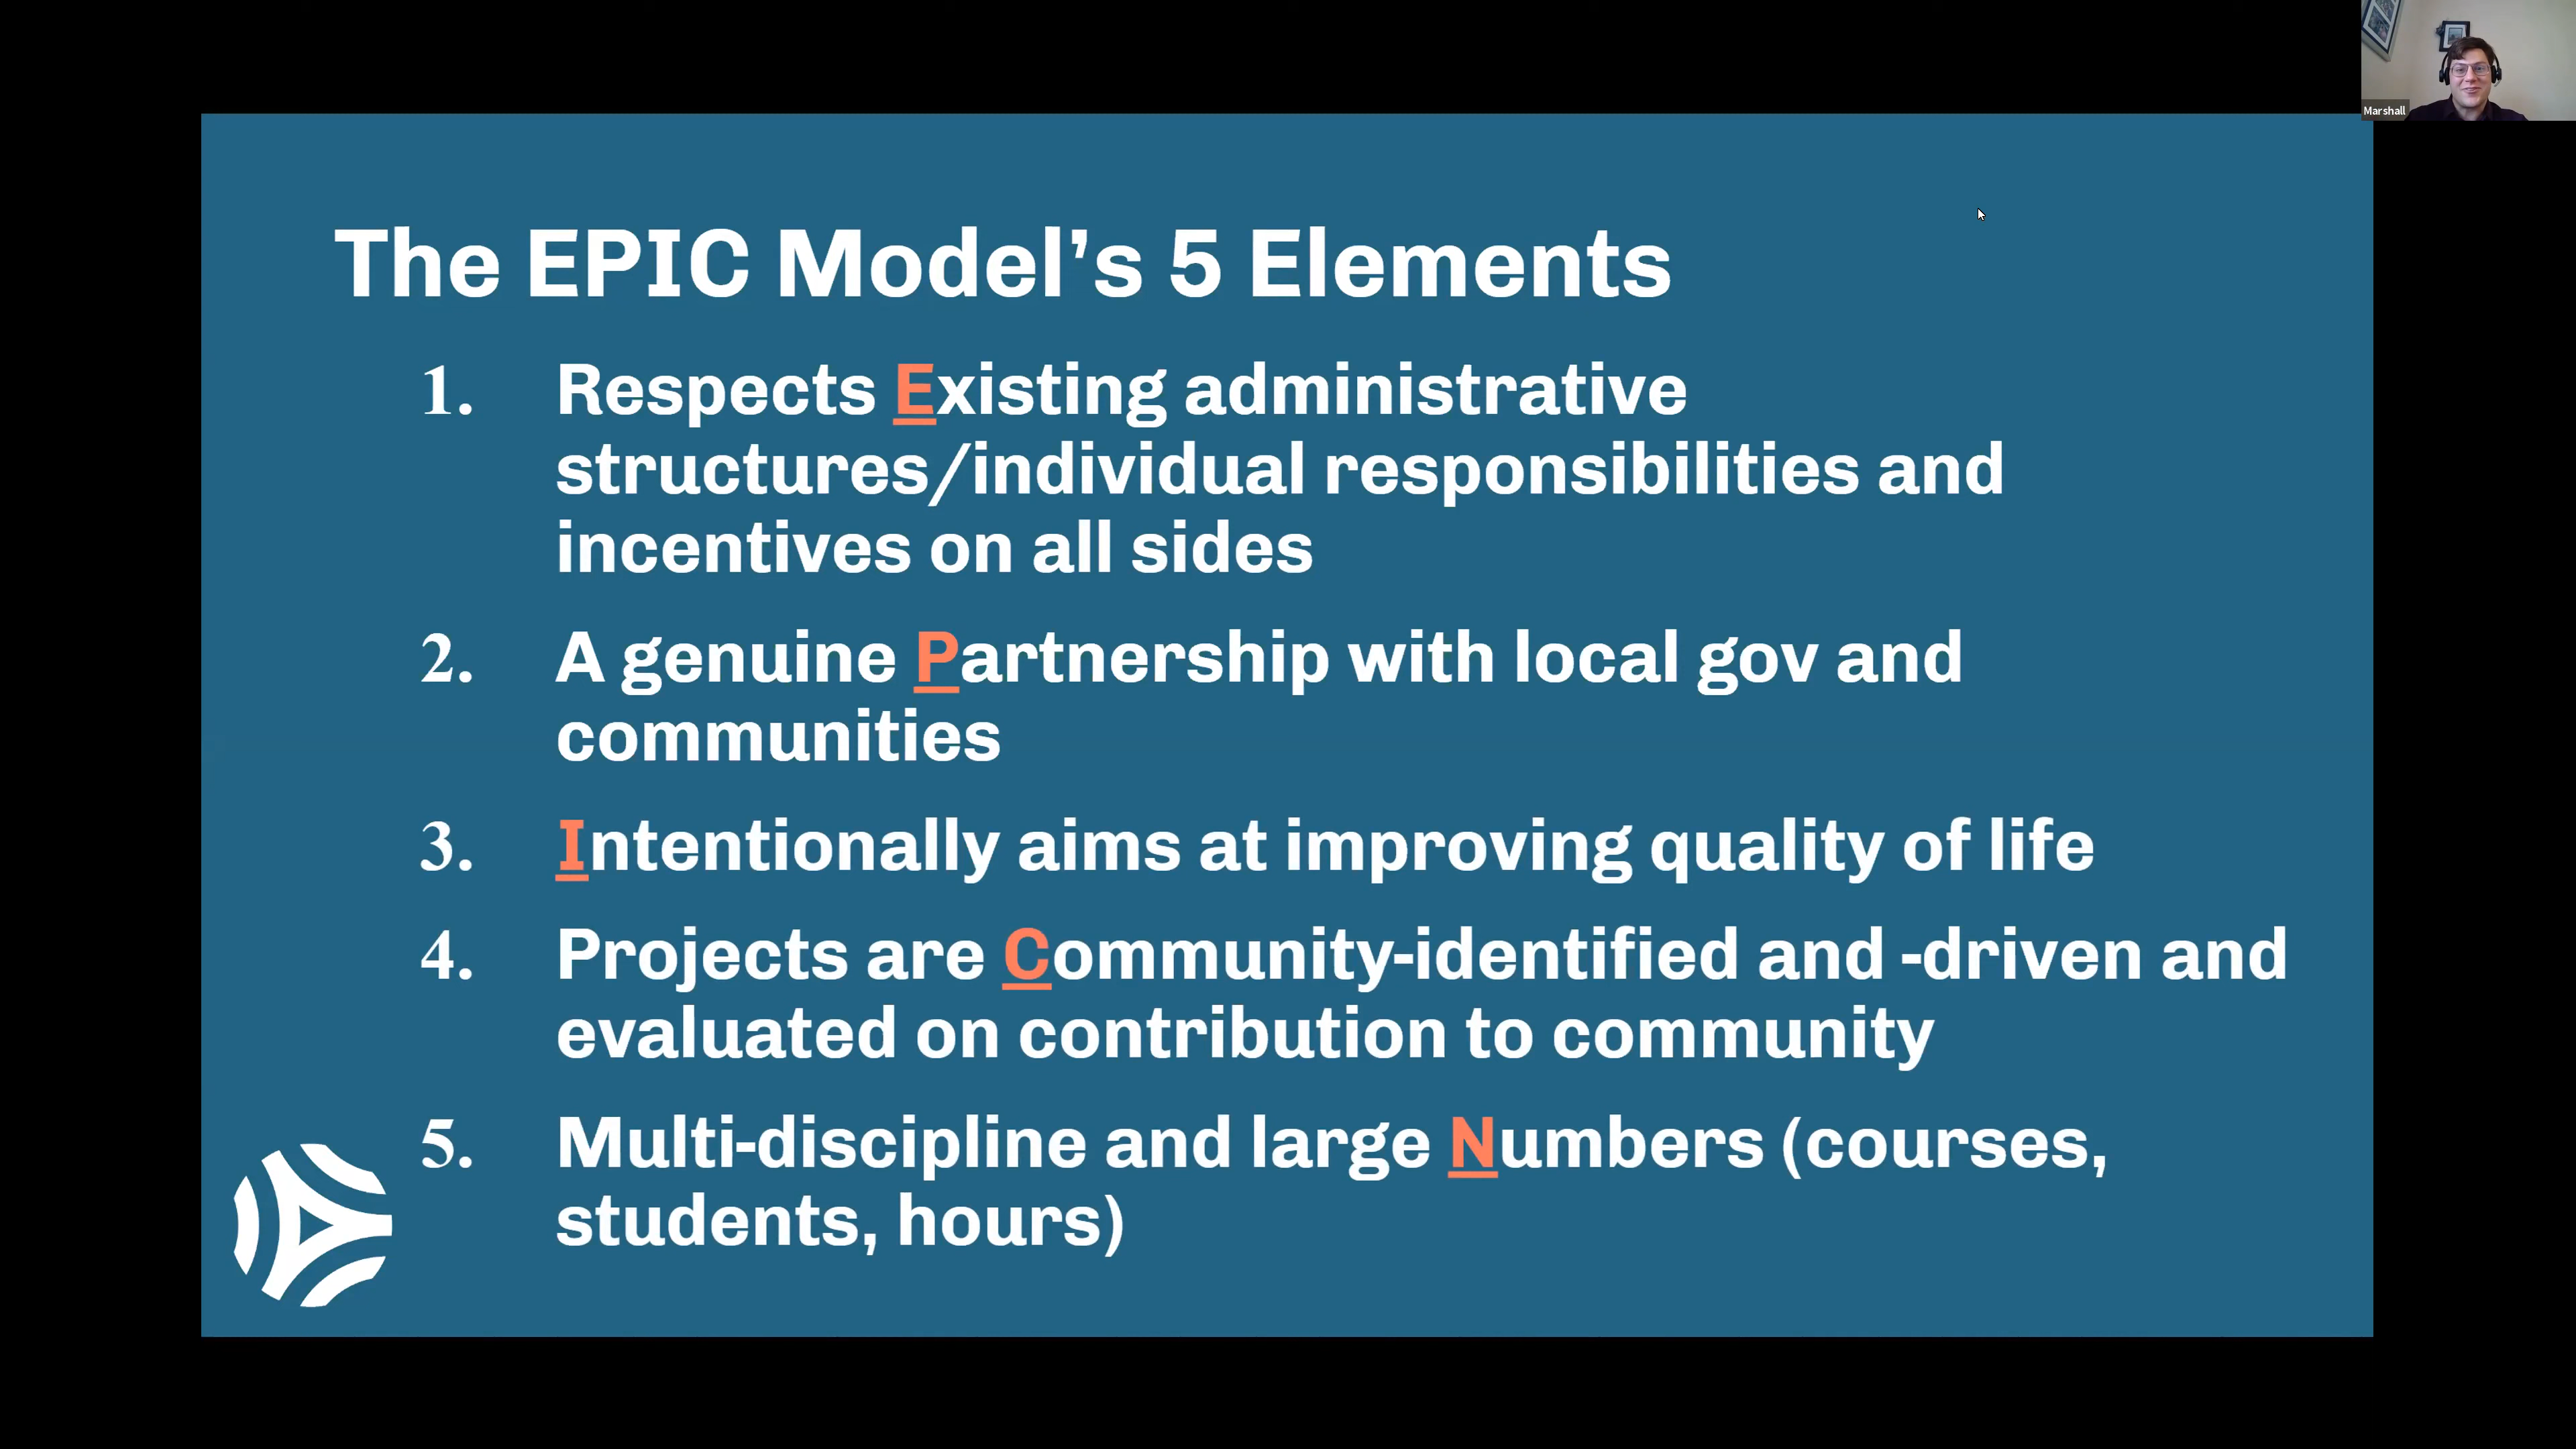 Marshall
The EPIC Model’s 5 Elements
1. Respects Existing administrative
structures/individual responsibilities and
incentives on all sides
2. A genuine Partnership with local gov and
communities
3. Intentionally aims at improving quality of life
4. Projects are Community-identified and -driven and
evaluated on contribution to community
5. Multi-discipline and large Numbers (courses,
students, hours)